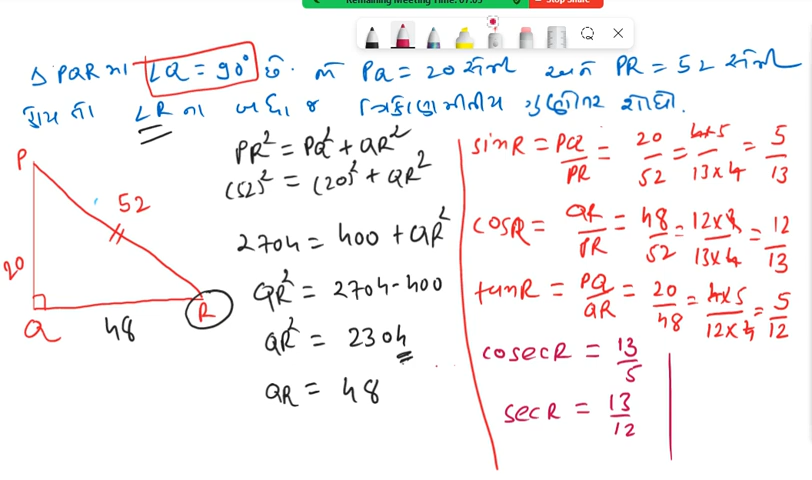 Remaining Meeting Time: 7:05 Stop Share
Δ PQR માં ∠Q = 90° છે. જો PQ = 20 સેમી અને PR = 52 સેમી
હોય તો ∠R ના બધા જ ત્રિકોણમીતીય ગુણોત્તર શોધો.
P
52
20
Q
48
R
PR² = PQ² + QR²
(52)² = (20)² + QR²
2704 = 400 + QR²
QR² = 2704 - 400
QR² = 2304
QR = 48
sinR = PQ/PR = 20/52 = 4×5/13×4 = 5/13
cosR = QR/PR = 48/52 = 12×4/13×4 = 12/13
tanR = PQ/QR = 20/48 = 4×5/12×4 = 5/12
cosecR = 13/5
secR = 13/12